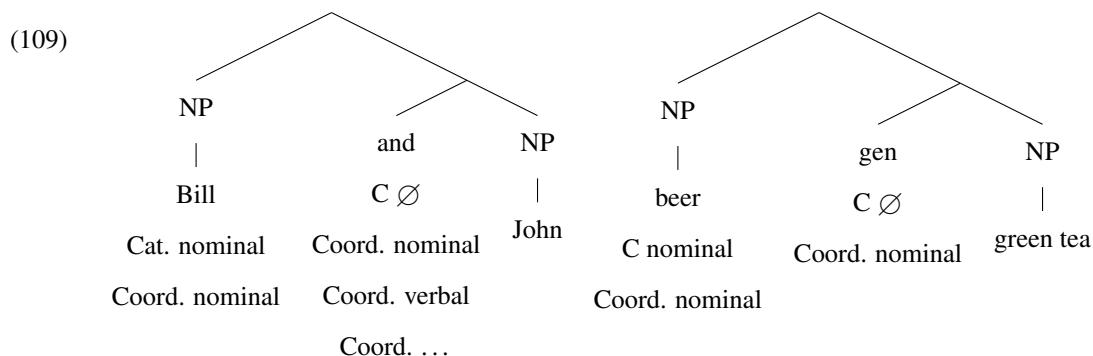 (109)
NP
Bill
Cat. nominal
Coord. nominal
and
C ∅
Coord. nominal
Coord. verbal
Coord. …
NP
John
NP
beer
C nominal
Coord. nominal
gen
C ∅
Coord. nominal
NP
green tea